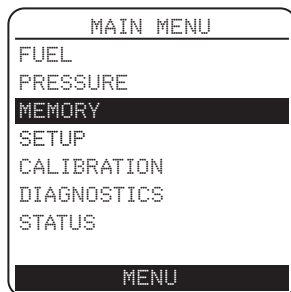 MAIN MENU
FUEL
PRESSURE
MEMORY
SETUP
CALIBRATION
DIAGNOSTICS
STATUS
MENU